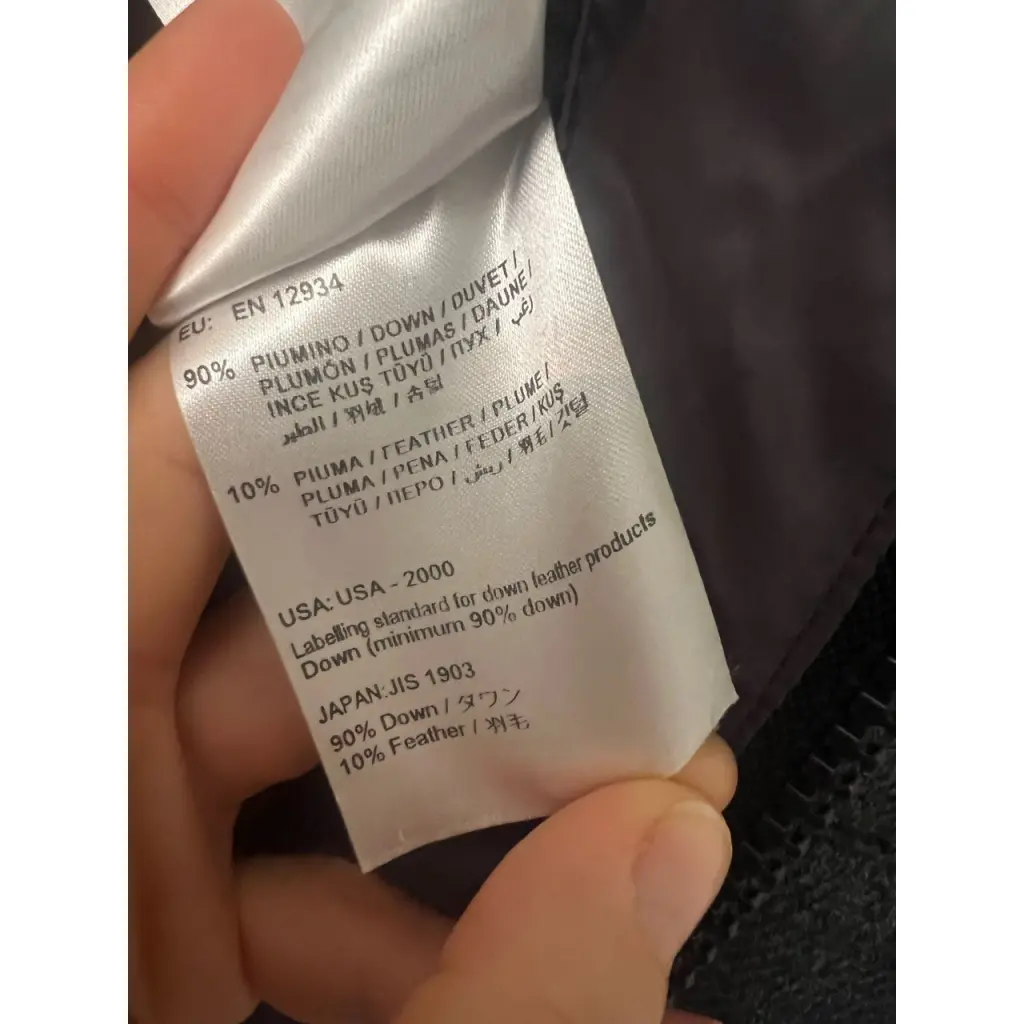 EU: EN 12934
90% PIUMINO / DOWN / DUVET /
PLUMÓN / PLUMAS / DAUNE /
INCE KUŞ TÜYÜ / ПУХ / زغب
الطير / 羽绒 / 솜털
10% PIUMA / FEATHER / PLUME /
PLUMA / PENA / FEDER / KUŞ
TÜYÜ / ПЕРО / ريش / 羽毛 / 깃털
USA: USA - 2000
Labelling standard for down feather products
Down (minimum 90% down)
JAPAN: JIS 1903
90% Down / ダウン
10% Feather / 羽毛